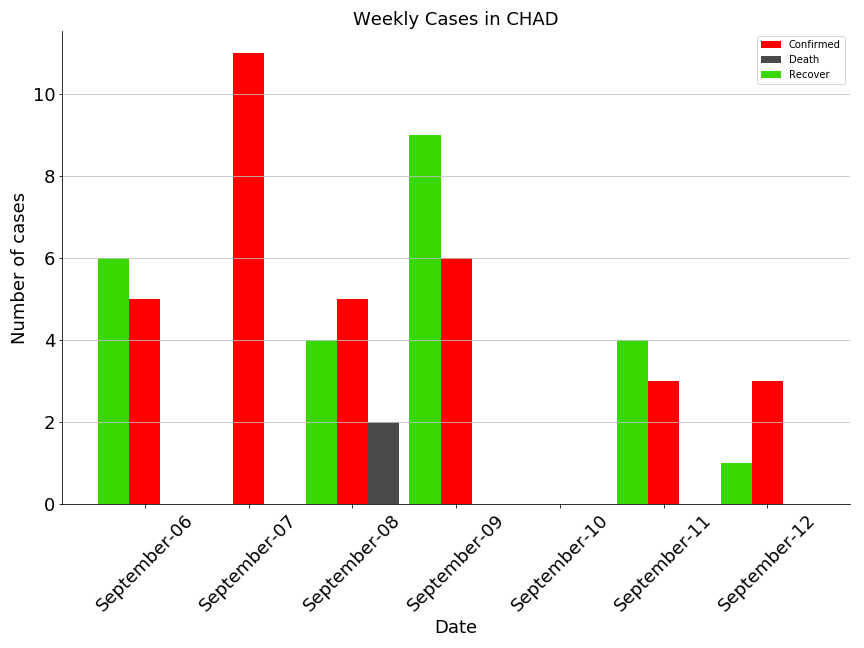 Weekly Cases in CHAD
Confirmed
Death
Recover
Number of cases
10
8
6
4
2
0
September-06
September-07
September-08
September-09
September-10
September-11
September-12
Date